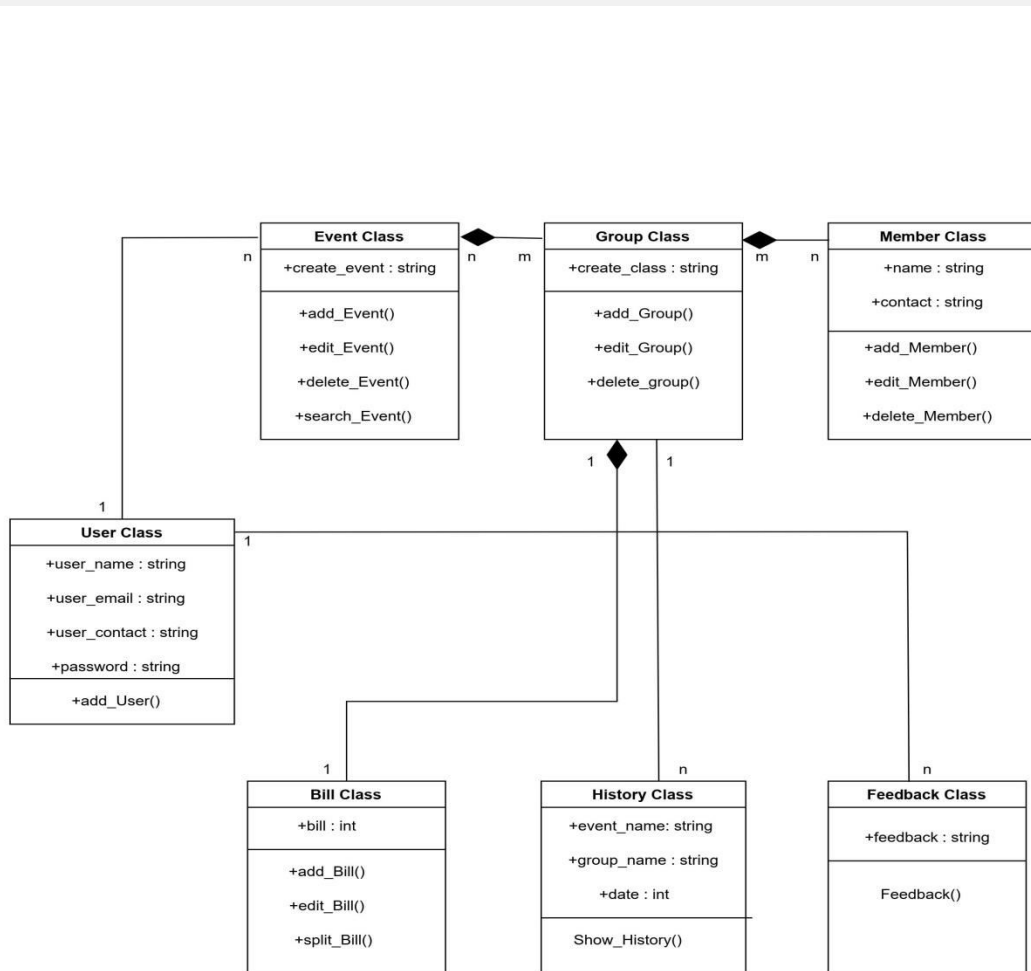 Event Class
+create_event : string
+add_Event()
+edit_Event()
+delete_Event()
+search_Event()
n
n
m
Group Class
+create_class : string
+add_Group()
+edit_Group()
+delete_group()
m
n
1
1
Member Class
+name : string
+contact : string
+add_Member()
+edit_Member()
+delete_Member()
1
User Class
+user_name : string
+user_email : string
+user_contact : string
+password : string
+add_User()
1
1
Bill Class
+bill : int
+add_Bill()
+edit_Bill()
+split_Bill()
n
History Class
+event_name: string
+group_name : string
+date : int
Show_History()
n
Feedback Class
+feedback : string
Feedback()